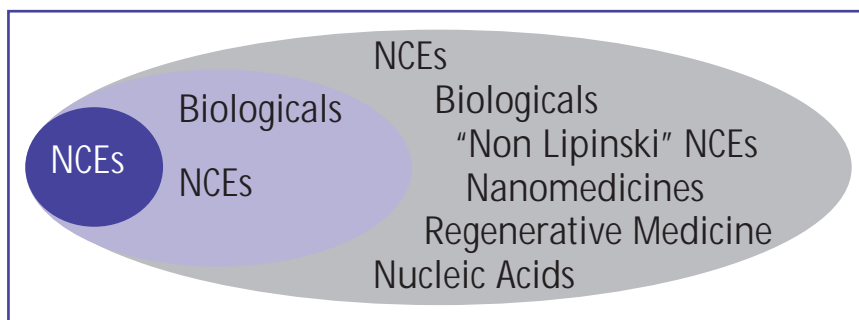 NCEs
Biologicals
NCEs
NCEs
Biologicals
“Non Lipinski” NCEs
Nanomedicines
Regenerative Medicine
Nucleic Acids